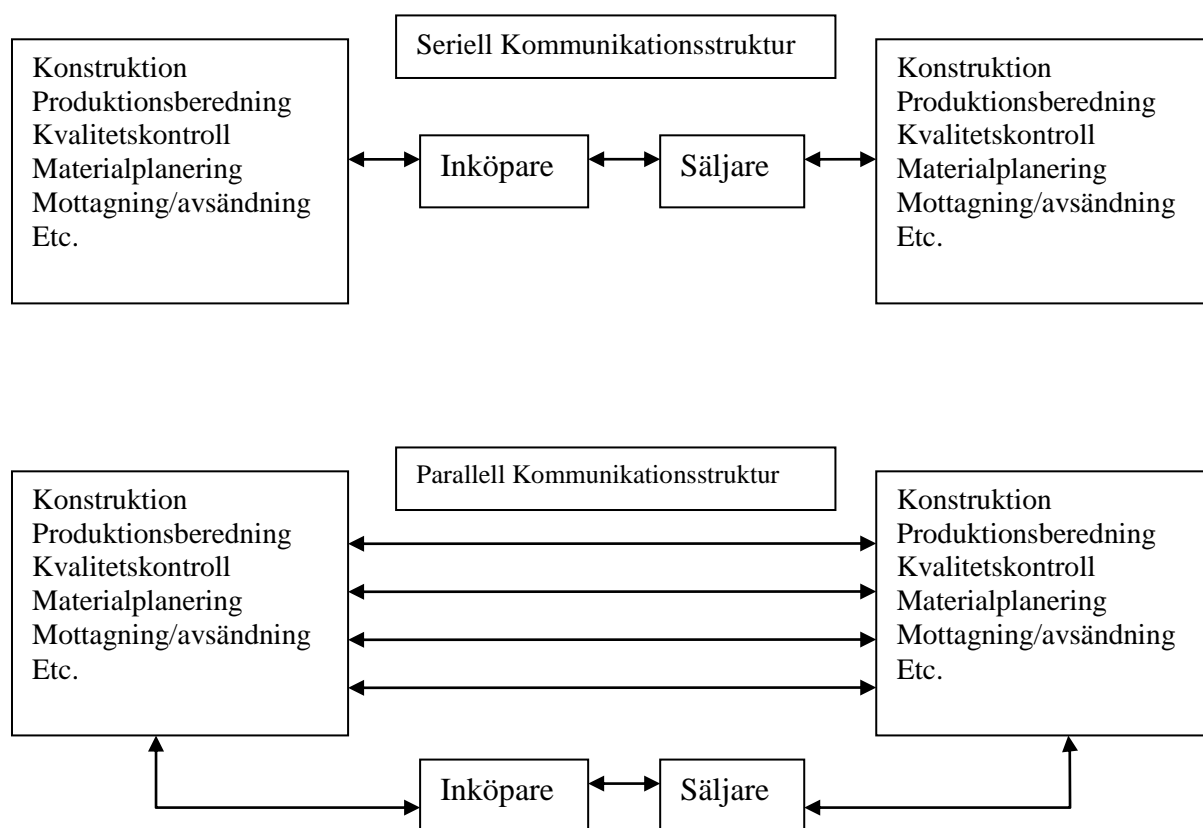 Seriell Kommunikationsstruktur
Konstruktion
Produktionsberedning
Kvalitetskontroll
Materialplanering
Mottagning/avsändning
Etc.
Inköpare
Säljare
Konstruktion
Produktionsberedning
Kvalitetskontroll
Materialplanering
Mottagning/avsändning
Etc.
Parallell Kommunikationsstruktur
Konstruktion
Produktionsberedning
Kvalitetskontroll
Materialplanering
Mottagning/avsändning
Etc.
Konstruktion
Produktionsberedning
Kvalitetskontroll
Materialplanering
Mottagning/avsändning
Etc.
Inköpare
Säljare